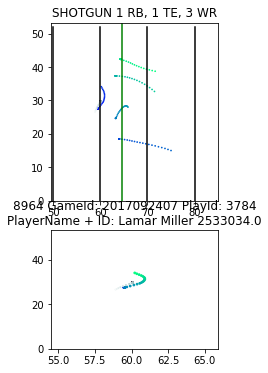 SHOTGUN 1 RB, 1 TE, 3 WR
50
40
30
20
10
0
50 60 70 80
8964 GameId: 2017092407 PlayId: 3784
PlayerName + ID: Lamar Miller 2533034.0
40
20
0
55.0 57.5 60.0 62.5 65.0